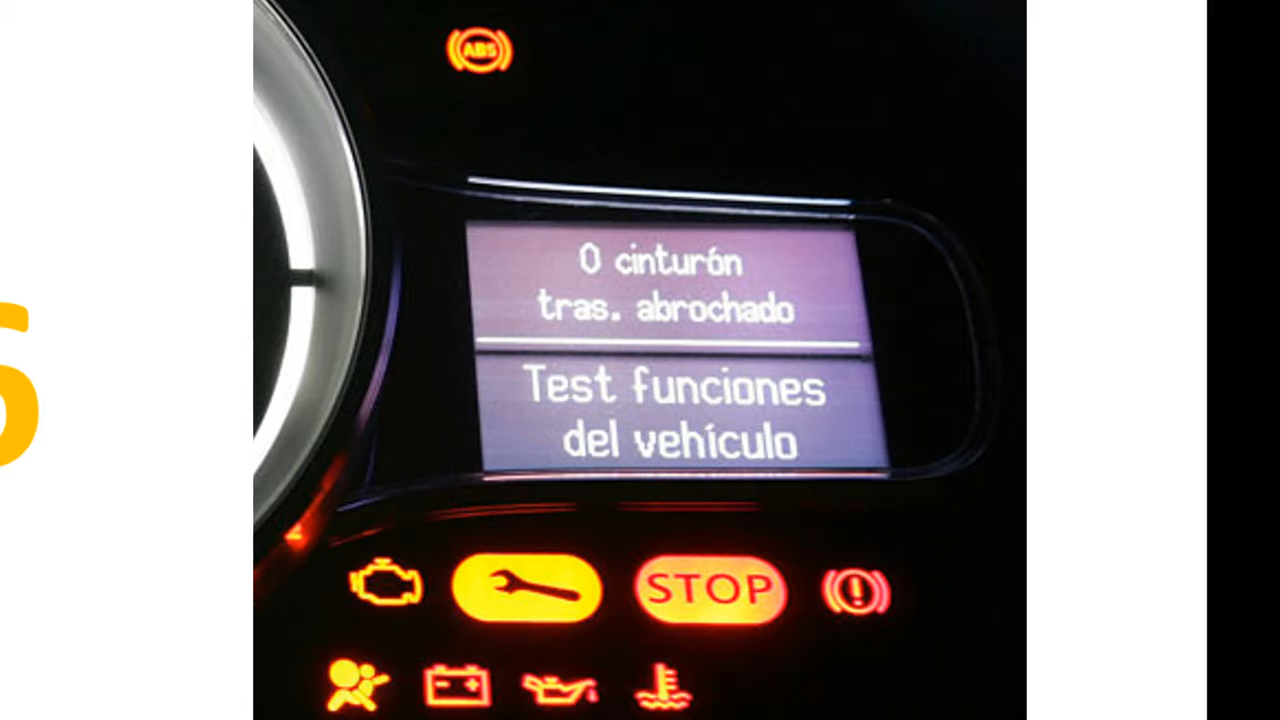 ABS
0 cinturón
tras. abrochado
Test funciones
del vehículo
STOP